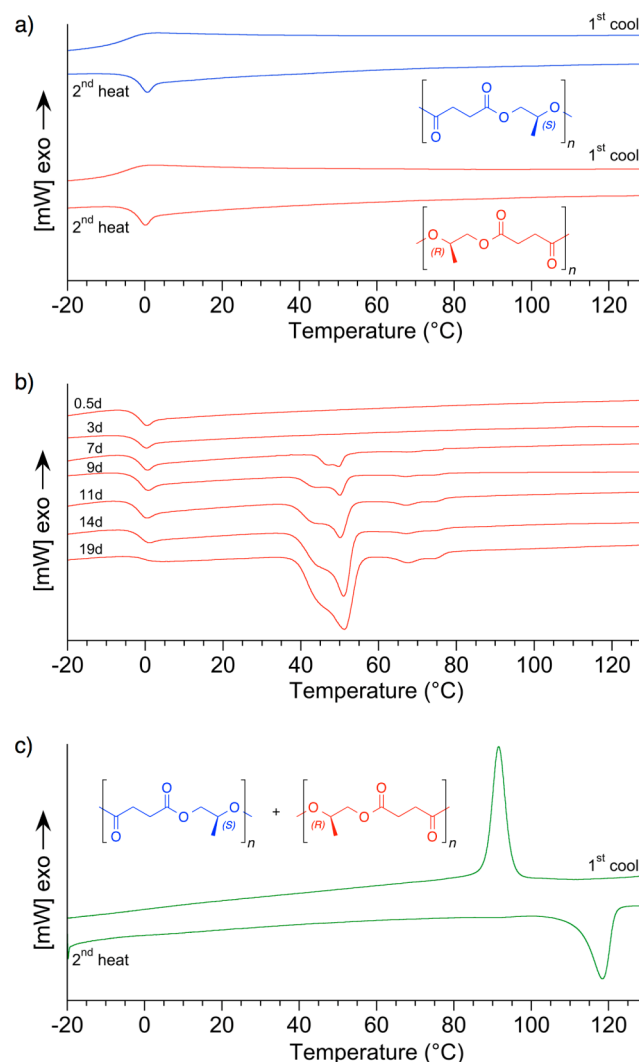 a)
1st cool
2nd heat
O
O
O
O
(S)
n
1st cool
2nd heat
O
O
O
O
(R)
n
[mW] exo
-20 0 20 40 60 80 100 120
Temperature (°C)
b)
0.5d
3d
7d
9d
11d
14d
19d
[mW] exo
-20 0 20 40 60 80 100 120
Temperature (°C)
c)
O
O
O
O
(S)
n
+
O
O
O
O
(R)
n
1st cool
2nd heat
[mW] exo
-20 0 20 40 60 80 100 120
Temperature (°C)